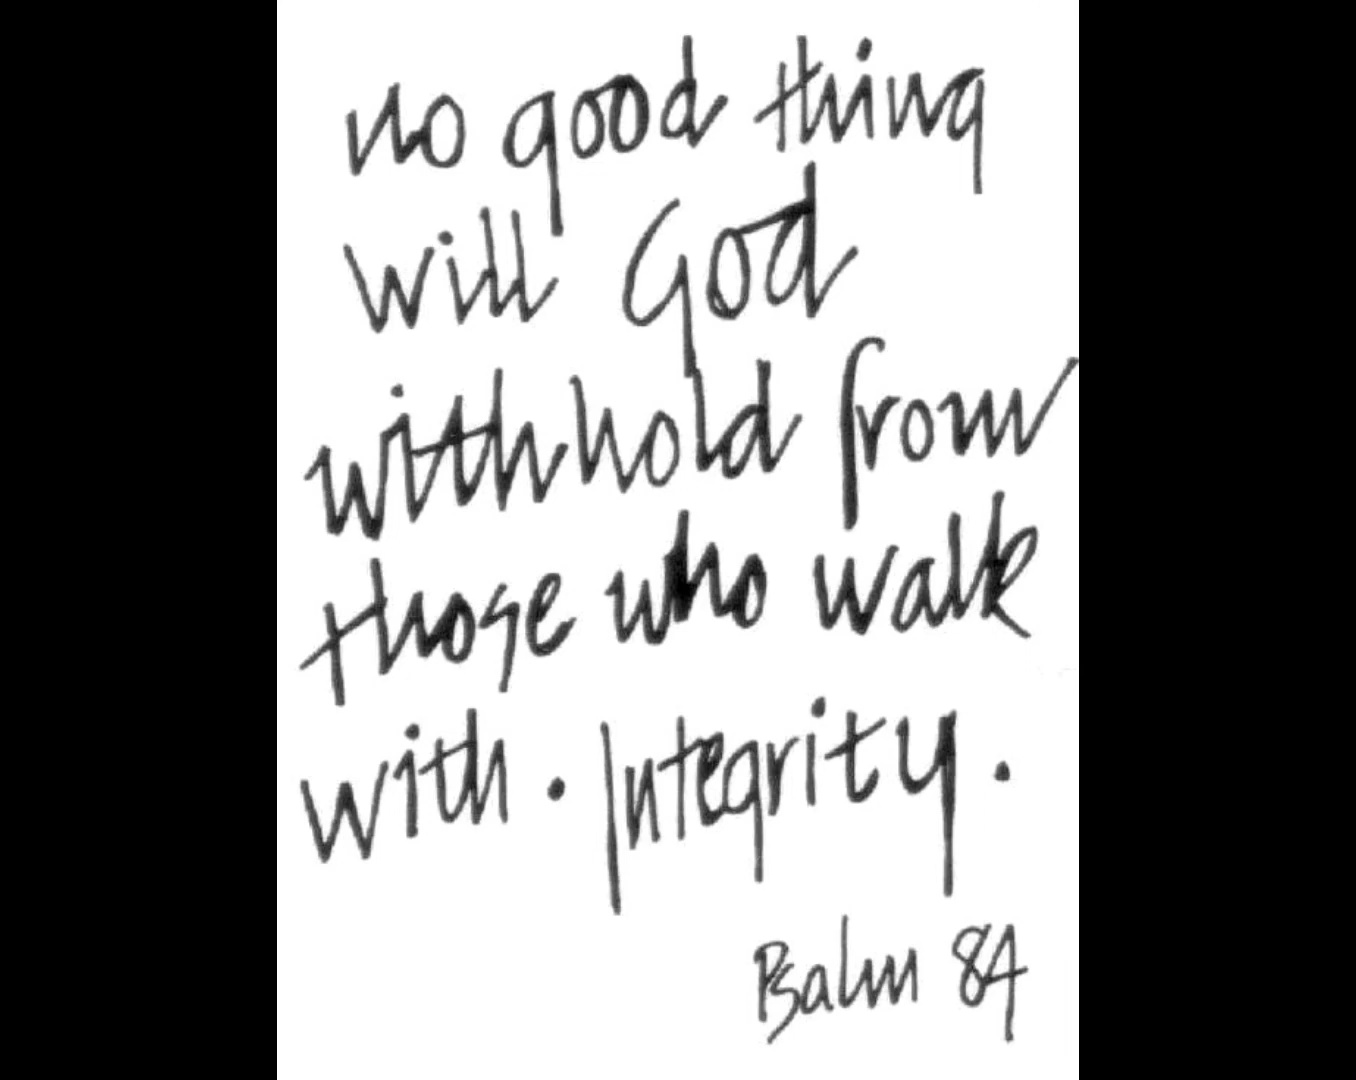 no good thing
will God
withhold from
those who walk
with . Integrity .
Psalm 84